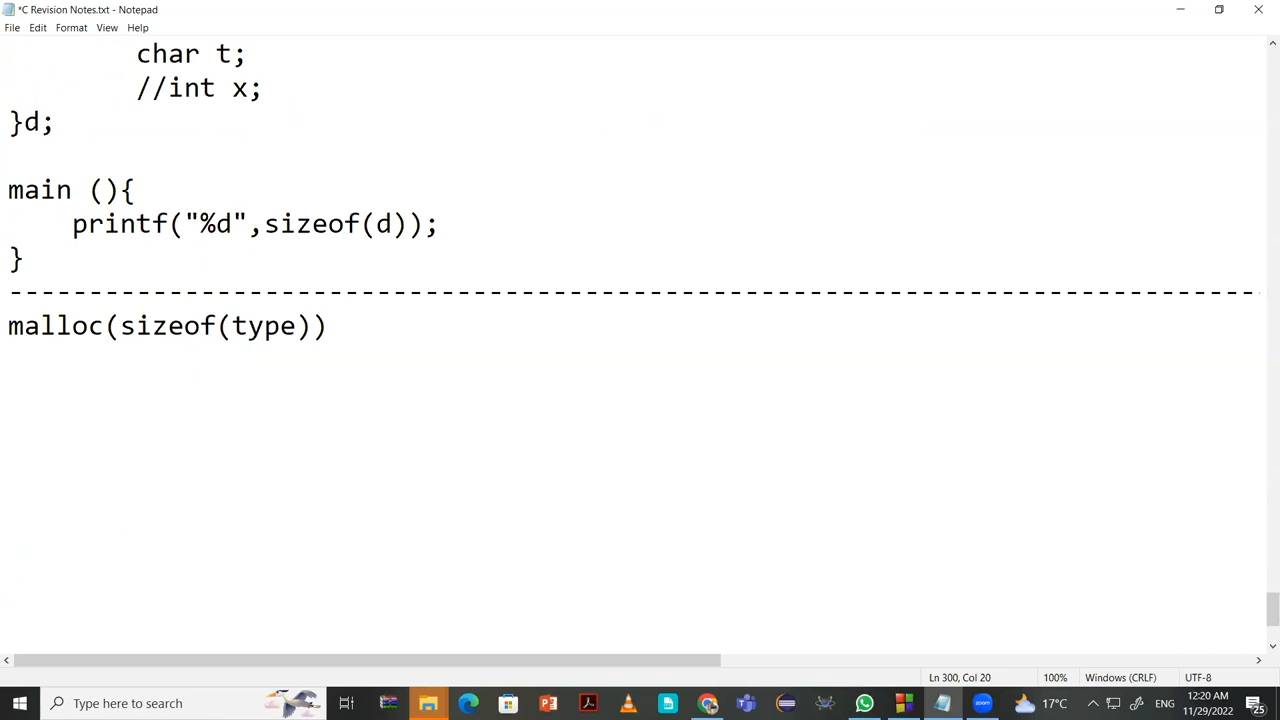 *C Revision Notes.txt - Notepad
File Edit Format View Help
char t;
//int x;
}d;
main (){
printf("%d",sizeof(d));
}
--------------------------------------------------------------------------------
malloc(sizeof(type))
Ln 300, Col 20 100% Windows (CRLF) UTF-8
Type here to search
17°C
ENG
12:20 AM
11/29/2022
25
zoom